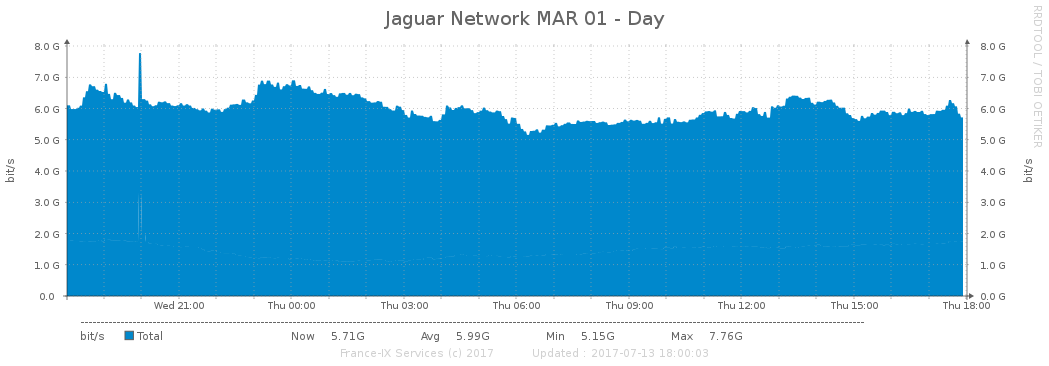 Jaguar Network MAR 01 - Day
RRDTOOL / TOBI OETIKER
bit/s
8.0 G
7.0 G
6.0 G
5.0 G
4.0 G
3.0 G
2.0 G
1.0 G
0.0
8.0 G
7.0 G
6.0 G
5.0 G
4.0 G
3.0 G
2.0 G
1.0 G
0.0 G
bit/s
Wed 21:00 Thu 00:00 Thu 03:00 Thu 06:00 Thu 09:00 Thu 12:00 Thu 15:00 Thu 18:00
bit/s Total Now 5.71G Avg 5.99G Min 5.15G Max 7.76G
France-IX Services (c) 2017 Updated : 2017-07-13 18:00:03